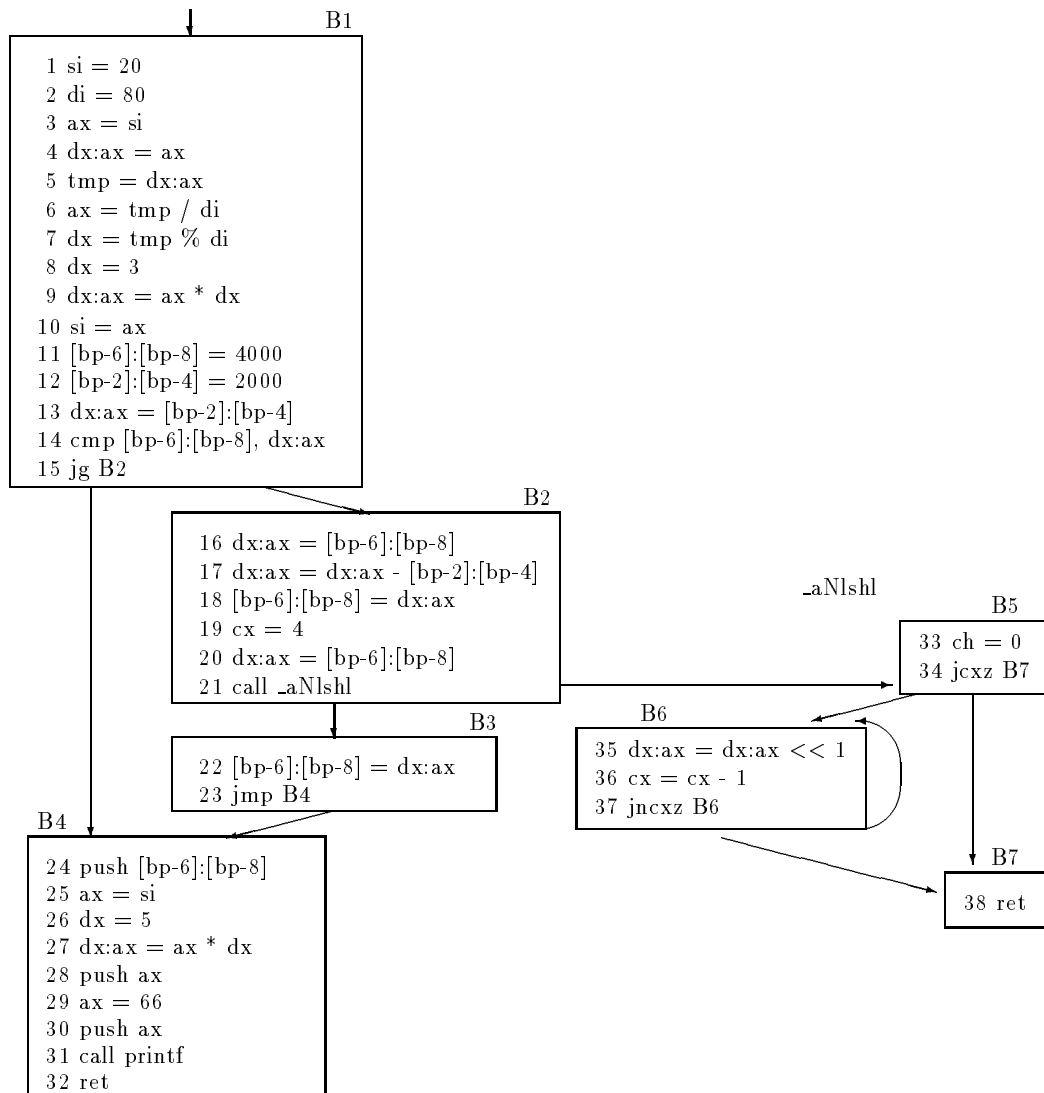 B1
1 si = 20
2 di = 80
3 ax = si
4 dx:ax = ax
5 tmp = dx:ax
6 ax = tmp / di
7 dx = tmp % di
8 dx = 3
9 dx:ax = ax * dx
10 si = ax
11 [bp-6]:[bp-8] = 4000
12 [bp-2]:[bp-4] = 2000
13 dx:ax = [bp-2]:[bp-4]
14 cmp [bp-6]:[bp-8], dx:ax
15 jg B2
B2
16 dx:ax = [bp-6]:[bp-8]
17 dx:ax = dx:ax - [bp-2]:[bp-4]
18 [bp-6]:[bp-8] = dx:ax
19 cx = 4
20 dx:ax = [bp-6]:[bp-8]
21 call _aNlshl
B3
22 [bp-6]:[bp-8] = dx:ax
23 jmp B4
B4
24 push [bp-6]:[bp-8]
25 ax = si
26 dx = 5
27 dx:ax = ax * dx
28 push ax
29 ax = 66
30 push ax
31 call printf
32 ret
_aNlshl
B5
33 ch = 0
34 jcxz B7
B6
35 dx:ax = dx:ax << 1
36 cx = cx - 1
37 jncxz B6
B7
38 ret